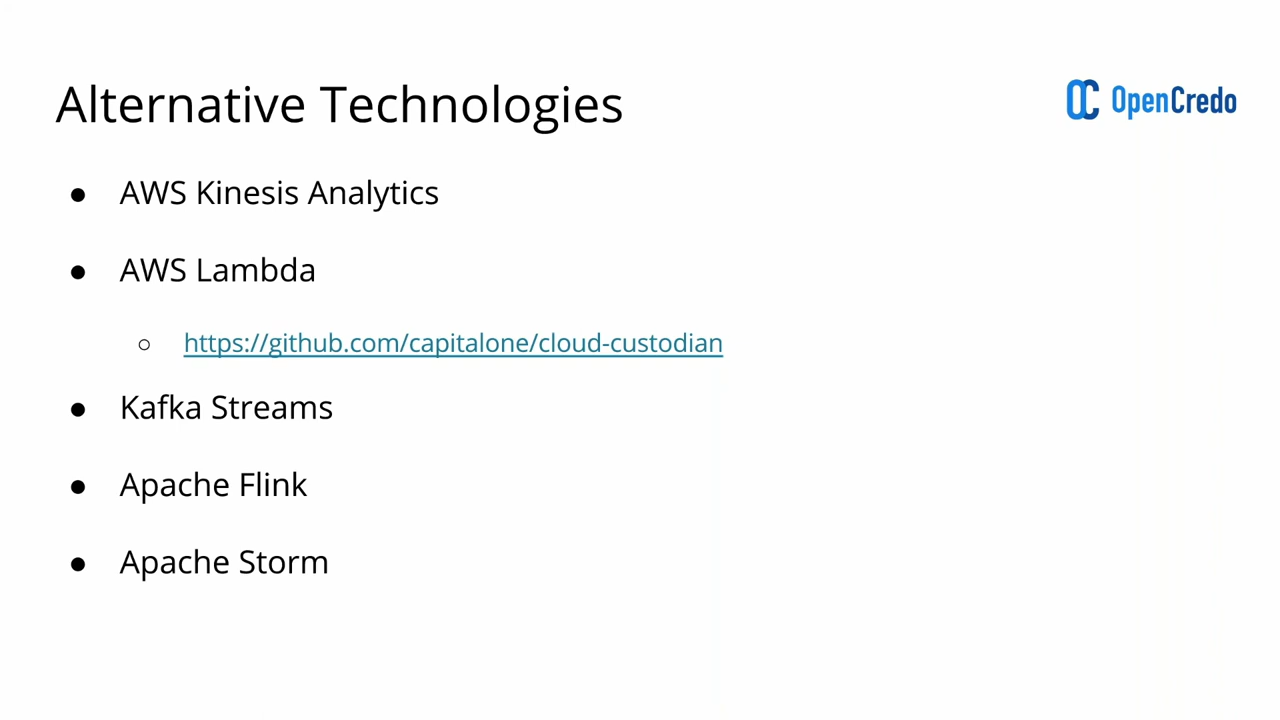 Alternative Technologies
OpenCredo
● AWS Kinesis Analytics
● AWS Lambda
○ https://github.com/capitalone/cloud-custodian
● Kafka Streams
● Apache Flink
● Apache Storm